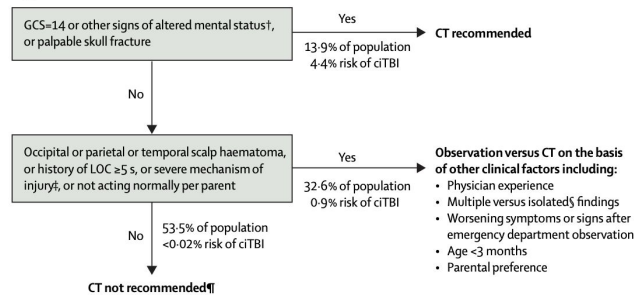 GCS=14 or other signs of altered mental status†,
or palpable skull fracture
Yes
13·9% of population
4·4% risk of ciTBI
CT recommended
No
Occipital or parietal or temporal scalp haematoma,
or history of LOC ≥5 s, or severe mechanism of
injury‡, or not acting normally per parent
Yes
32·6% of population
0·9% risk of ciTBI
Observation versus CT on the basis
of other clinical factors including:
• Physician experience
• Multiple versus isolated§ findings
• Worsening symptoms or signs after
emergency department observation
• Age <3 months
• Parental preference
No
53·5% of population
<0·02% risk of ciTBI
CT not recommended¶